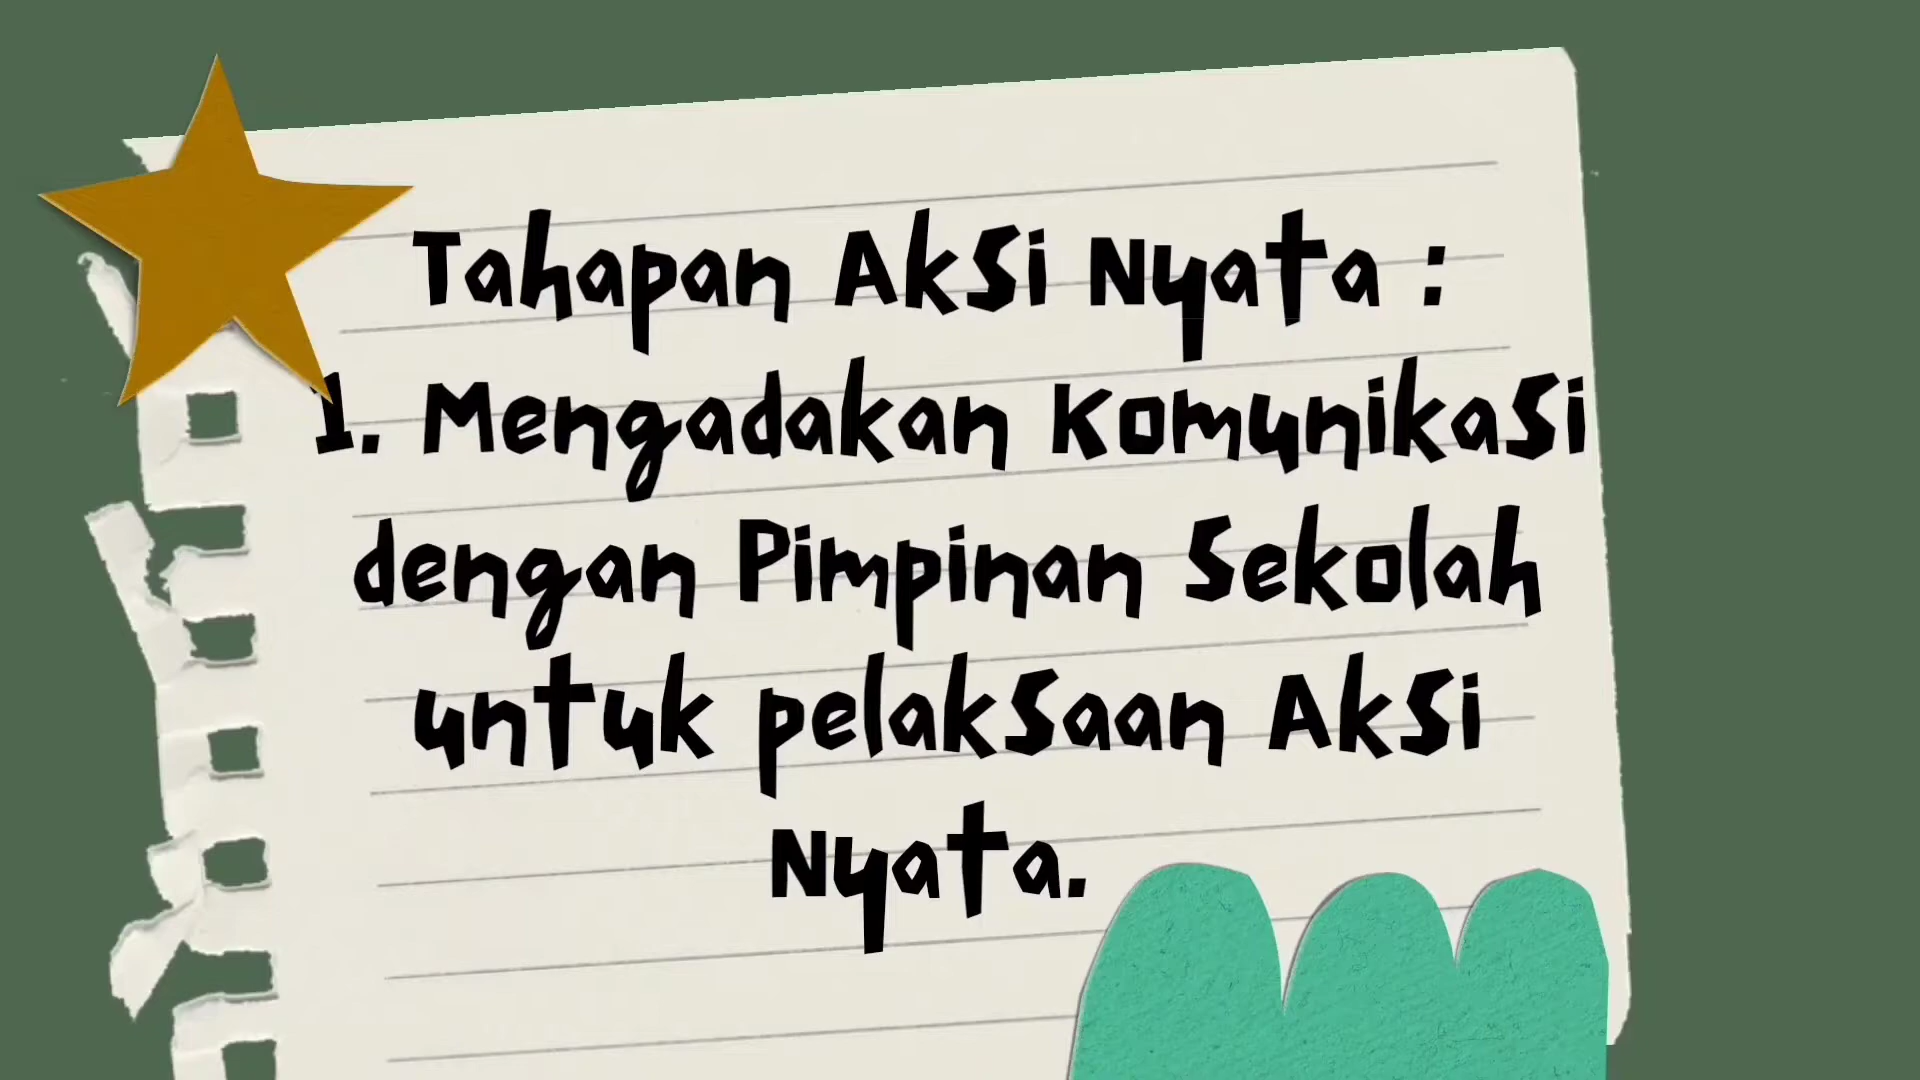 Tahapan Aksi Nyata :
1. Mengadakan Komunikasi
dengan Pimpinan Sekolah
untuk pelaksaan Aksi
Nyata.